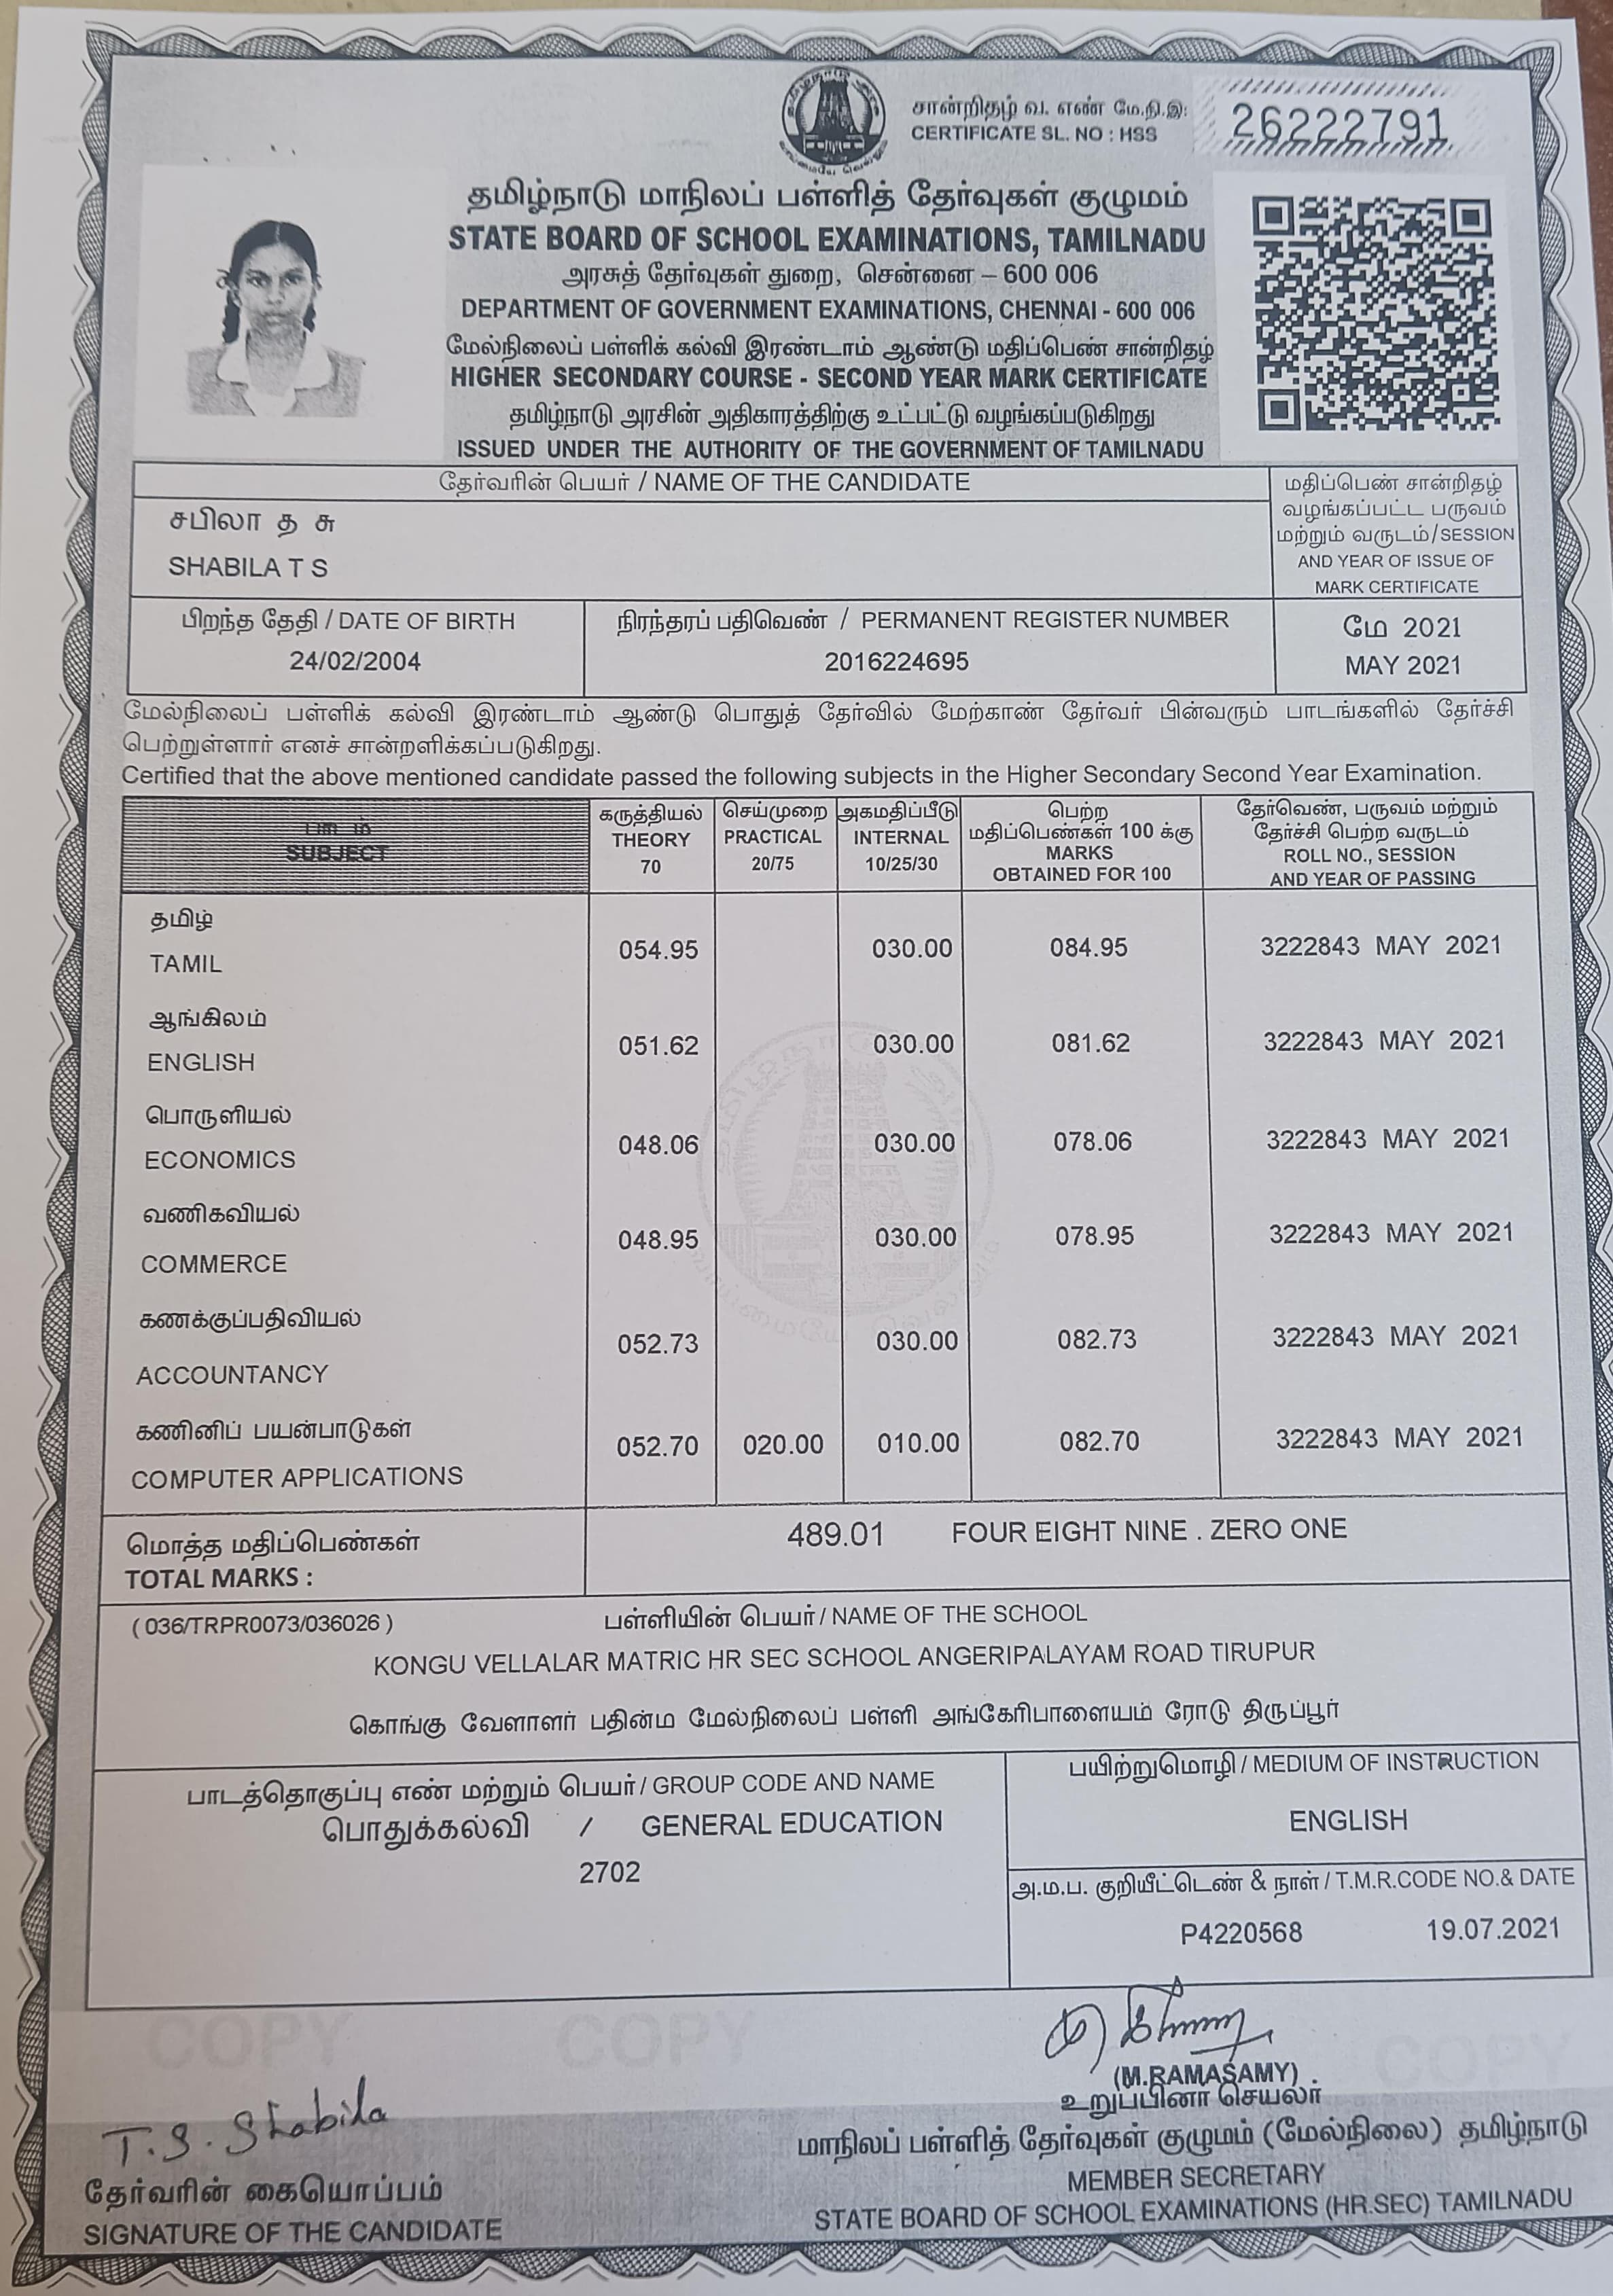 சான்றிதழ் வ. எண் மே.நி.இ:
CERTIFICATE SL. NO : HSS
26222791
தமிழ்நாடு மாநிலப் பள்ளித் தேர்வுகள் குழுமம்
STATE BOARD OF SCHOOL EXAMINATIONS, TAMILNADU
அரசுத் தேர்வுகள் துறை, சென்னை – 600 006
DEPARTMENT OF GOVERNMENT EXAMINATIONS, CHENNAI - 600 006
மேல்நிலைப் பள்ளிக் கல்வி இரண்டாம் ஆண்டு மதிப்பெண் சான்றிதழ்
HIGHER SECONDARY COURSE - SECOND YEAR MARK CERTIFICATE
தமிழ்நாடு அரசின் அதிகாரத்திற்கு உட்பட்டு வழங்கப்படுகிறது
ISSUED UNDER THE AUTHORITY OF THE GOVERNMENT OF TAMILNADU
தேர்வரின் பெயர் / NAME OF THE CANDIDATE
சபிலா த சு
SHABILA T S
மதிப்பெண் சான்றிதழ்
வழங்கப்பட்ட பருவம்
மற்றும் வருடம்/SESSION
AND YEAR OF ISSUE OF
MARK CERTIFICATE
பிறந்த தேதி / DATE OF BIRTH
24/02/2004
நிரந்தரப் பதிவெண் / PERMANENT REGISTER NUMBER
2016224695
மே 2021
MAY 2021
மேல்நிலைப் பள்ளிக் கல்வி இரண்டாம் ஆண்டு பொதுத் தேர்வில் மேற்காண் தேர்வர் பின்வரும் பாடங்களில் தேர்ச்சி
பெற்றுள்ளார் எனச் சான்றளிக்கப்படுகிறது.
Certified that the above mentioned candidate passed the following subjects in the Higher Secondary Second Year Examination.
பாடம்
SUBJECT
கருத்தியல்
THEORY
70
செய்முறை
PRACTICAL
20/75
அகமதிப்பீடு
INTERNAL
10/25/30
பெற்ற
மதிப்பெண்கள் 100 க்கு
MARKS
OBTAINED FOR 100
தேர்வெண், பருவம் மற்றும்
தேர்ச்சி பெற்ற வருடம்
ROLL NO., SESSION
AND YEAR OF PASSING
தமிழ்
TAMIL
054.95 030.00 084.95 3222843 MAY 2021
ஆங்கிலம்
ENGLISH
051.62 030.00 081.62 3222843 MAY 2021
பொருளியல்
ECONOMICS
048.06 030.00 078.06 3222843 MAY 2021
வணிகவியல்
COMMERCE
048.95 030.00 078.95 3222843 MAY 2021
கணக்குப்பதிவியல்
ACCOUNTANCY
052.73 030.00 082.73 3222843 MAY 2021
கணினிப் பயன்பாடுகள்
COMPUTER APPLICATIONS
052.70 020.00 010.00 082.70 3222843 MAY 2021
மொத்த மதிப்பெண்கள்
TOTAL MARKS :
489.01 FOUR EIGHT NINE . ZERO ONE
( 036/TRPR0073/036026 ) பள்ளியின் பெயர் / NAME OF THE SCHOOL
KONGU VELLALAR MATRIC HR SEC SCHOOL ANGERIPALAYAM ROAD TIRUPUR
கொங்கு வேளாளர் பதின்ம மேல்நிலைப் பள்ளி அங்கேரிபாளையம் ரோடு திருப்பூர்
பாடத்தொகுப்பு எண் மற்றும் பெயர் / GROUP CODE AND NAME
பொதுக்கல்வி / GENERAL EDUCATION
2702
பயிற்றுமொழி / MEDIUM OF INSTRUCTION
ENGLISH
அ.ம.ப. குறியீட்டெண் & நாள் / T.M.R.CODE NO.& DATE
P4220568 19.07.2021
COPY COPY COPY
(M.RAMASAMY)
உறுப்பினர் செயலர்
மாநிலப் பள்ளித் தேர்வுகள் குழுமம் (மேல்நிலை) தமிழ்நாடு
MEMBER SECRETARY
STATE BOARD OF SCHOOL EXAMINATIONS (HR.SEC) TAMILNADU
T.S. Shabila
தேர்வரின் கையொப்பம்
SIGNATURE OF THE CANDIDATE